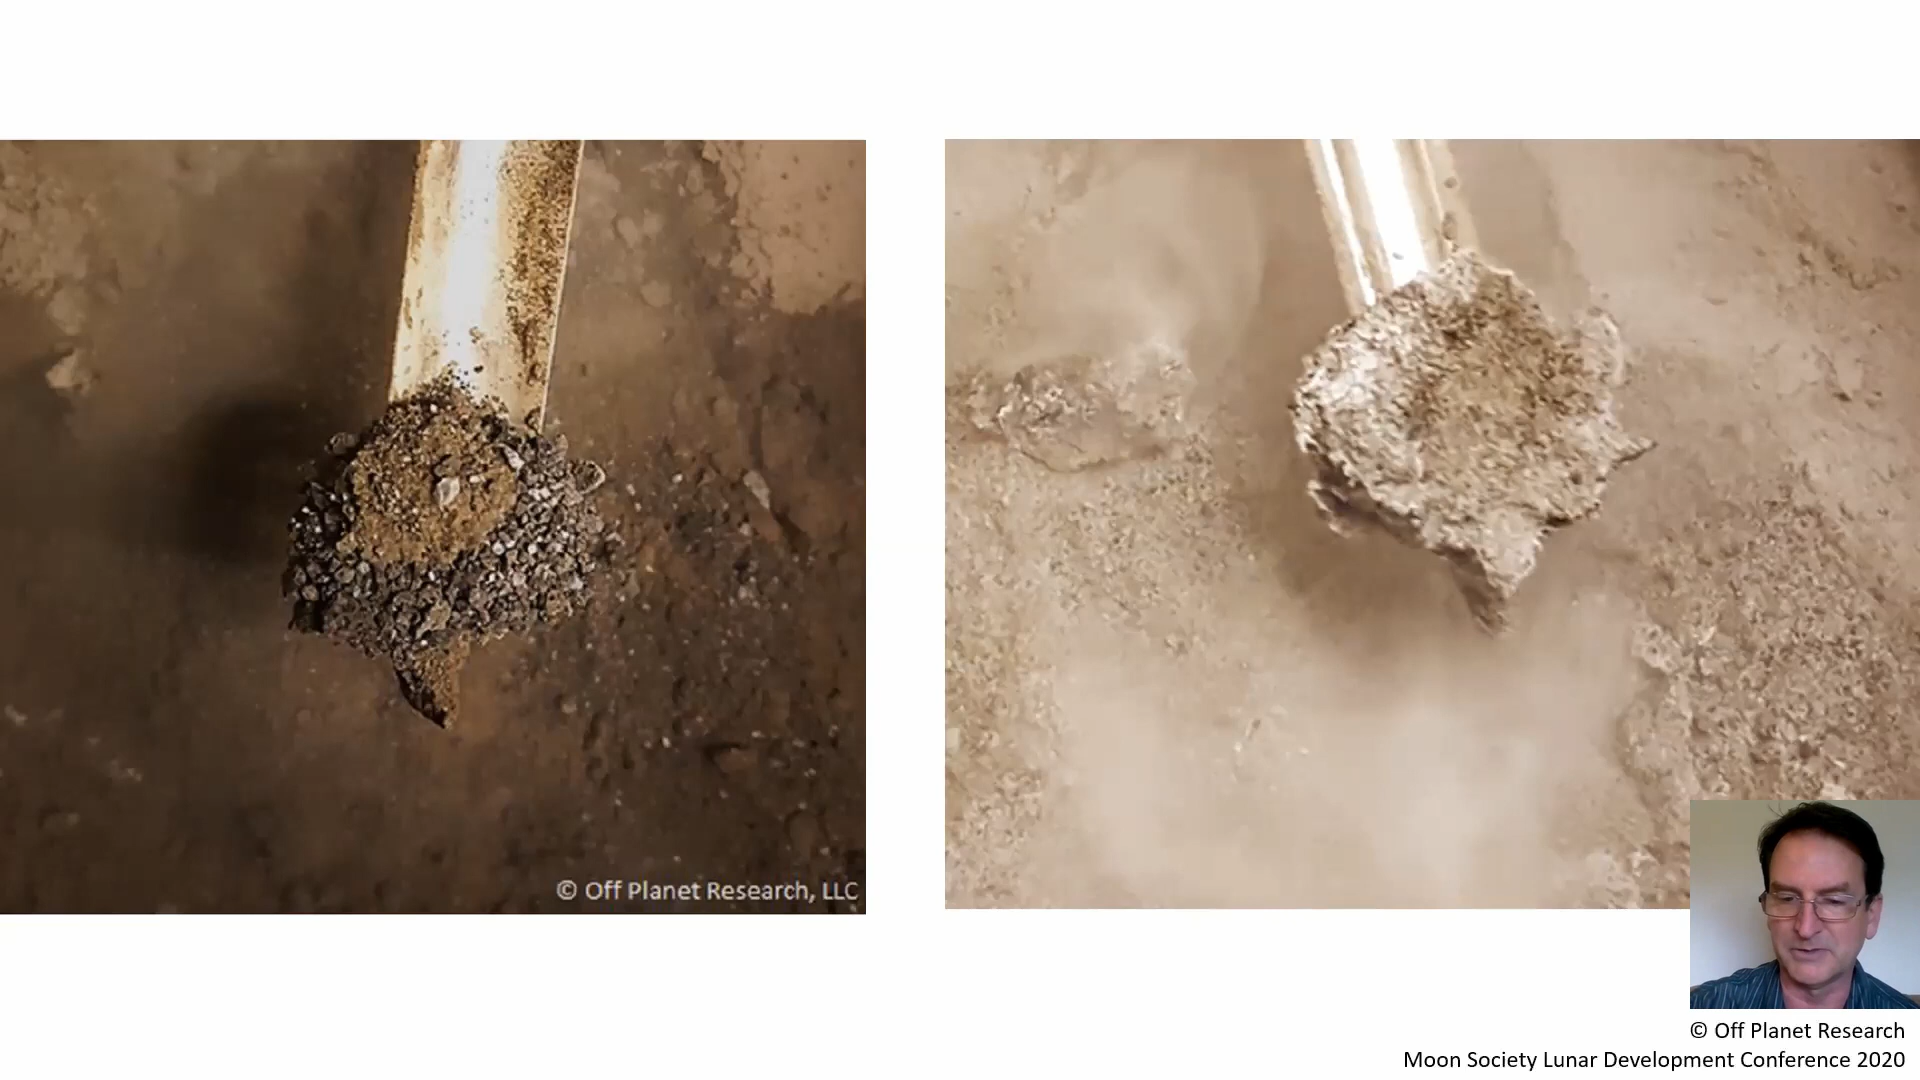 © Off Planet Research, LLC
© Off Planet Research
Moon Society Lunar Development Conference 2020